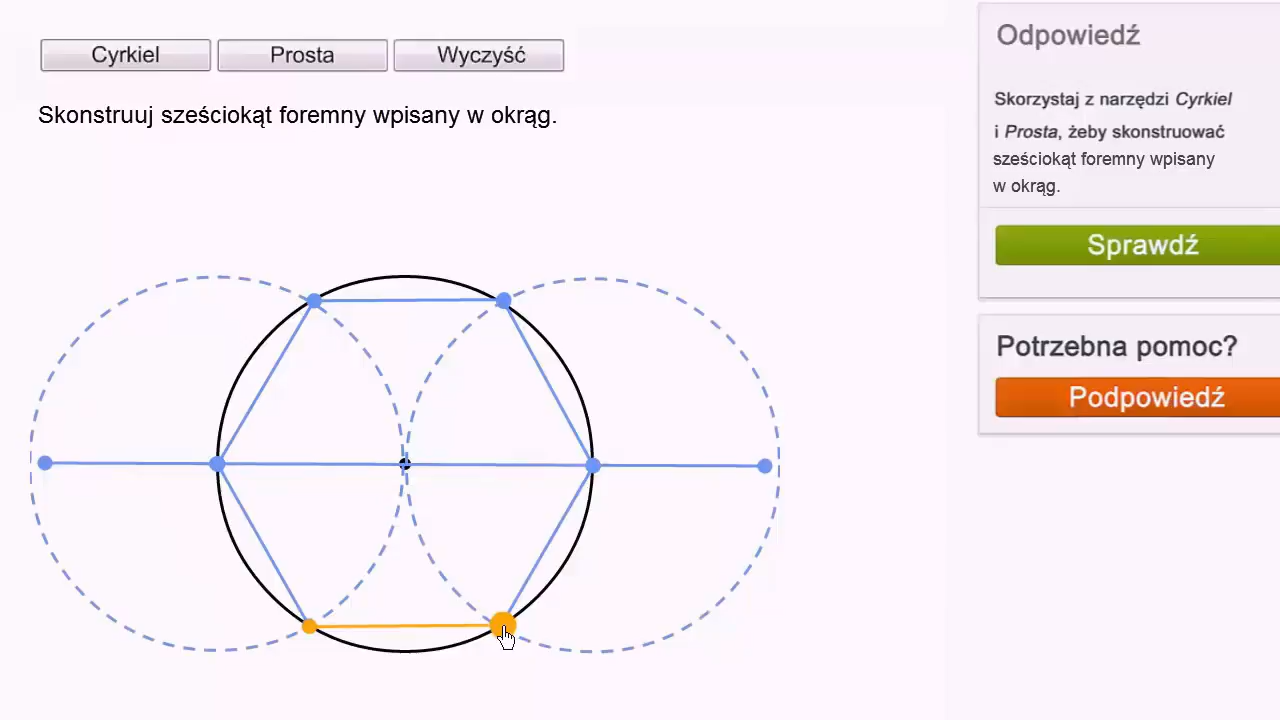 Cyrkiel
Prosta
Wyczyść
Skonstruuj sześciokąt foremny wpisany w okrąg.
Odpowiedź
Skorzystaj z narzędzi Cyrkiel
i Prosta, żeby skonstruować
sześciokąt foremny wpisany
w okrąg.
Sprawdź
Potrzebna pomoc?
Podpowiedź